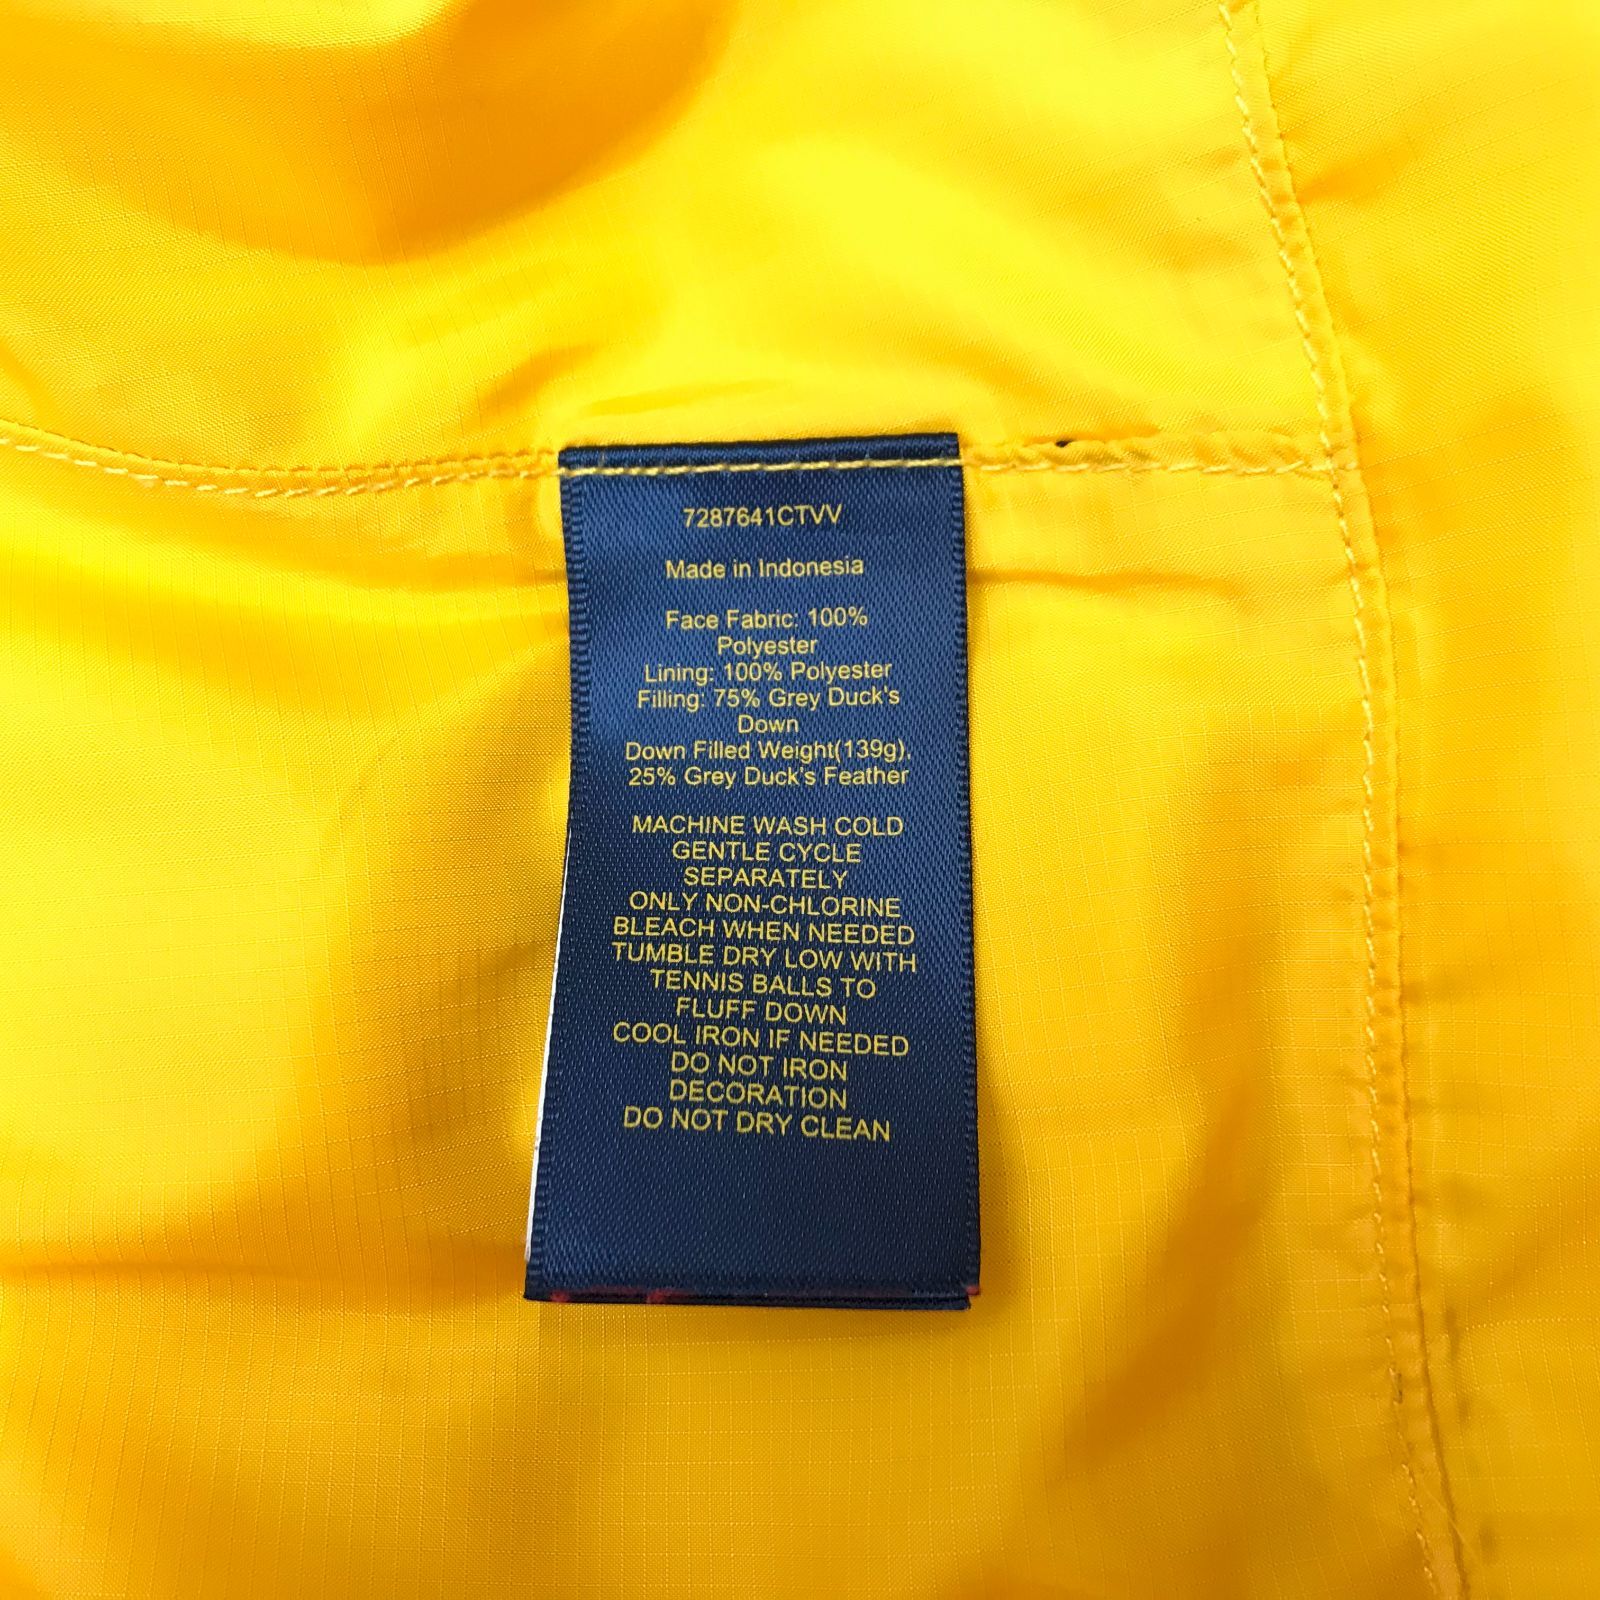 7287641CTVV
Made in Indonesia
Face Fabric: 100%
Polyester
Lining: 100% Polyester
Filling: 75% Grey Duck's
Down
Down Filled Weight(139g),
25% Grey Duck's Feather
MACHINE WASH COLD
GENTLE CYCLE
SEPARATELY
ONLY NON-CHLORINE
BLEACH WHEN NEEDED
TUMBLE DRY LOW WITH
TENNIS BALLS TO
FLUFF DOWN
COOL IRON IF NEEDED
DO NOT IRON
DECORATION
DO NOT DRY CLEAN